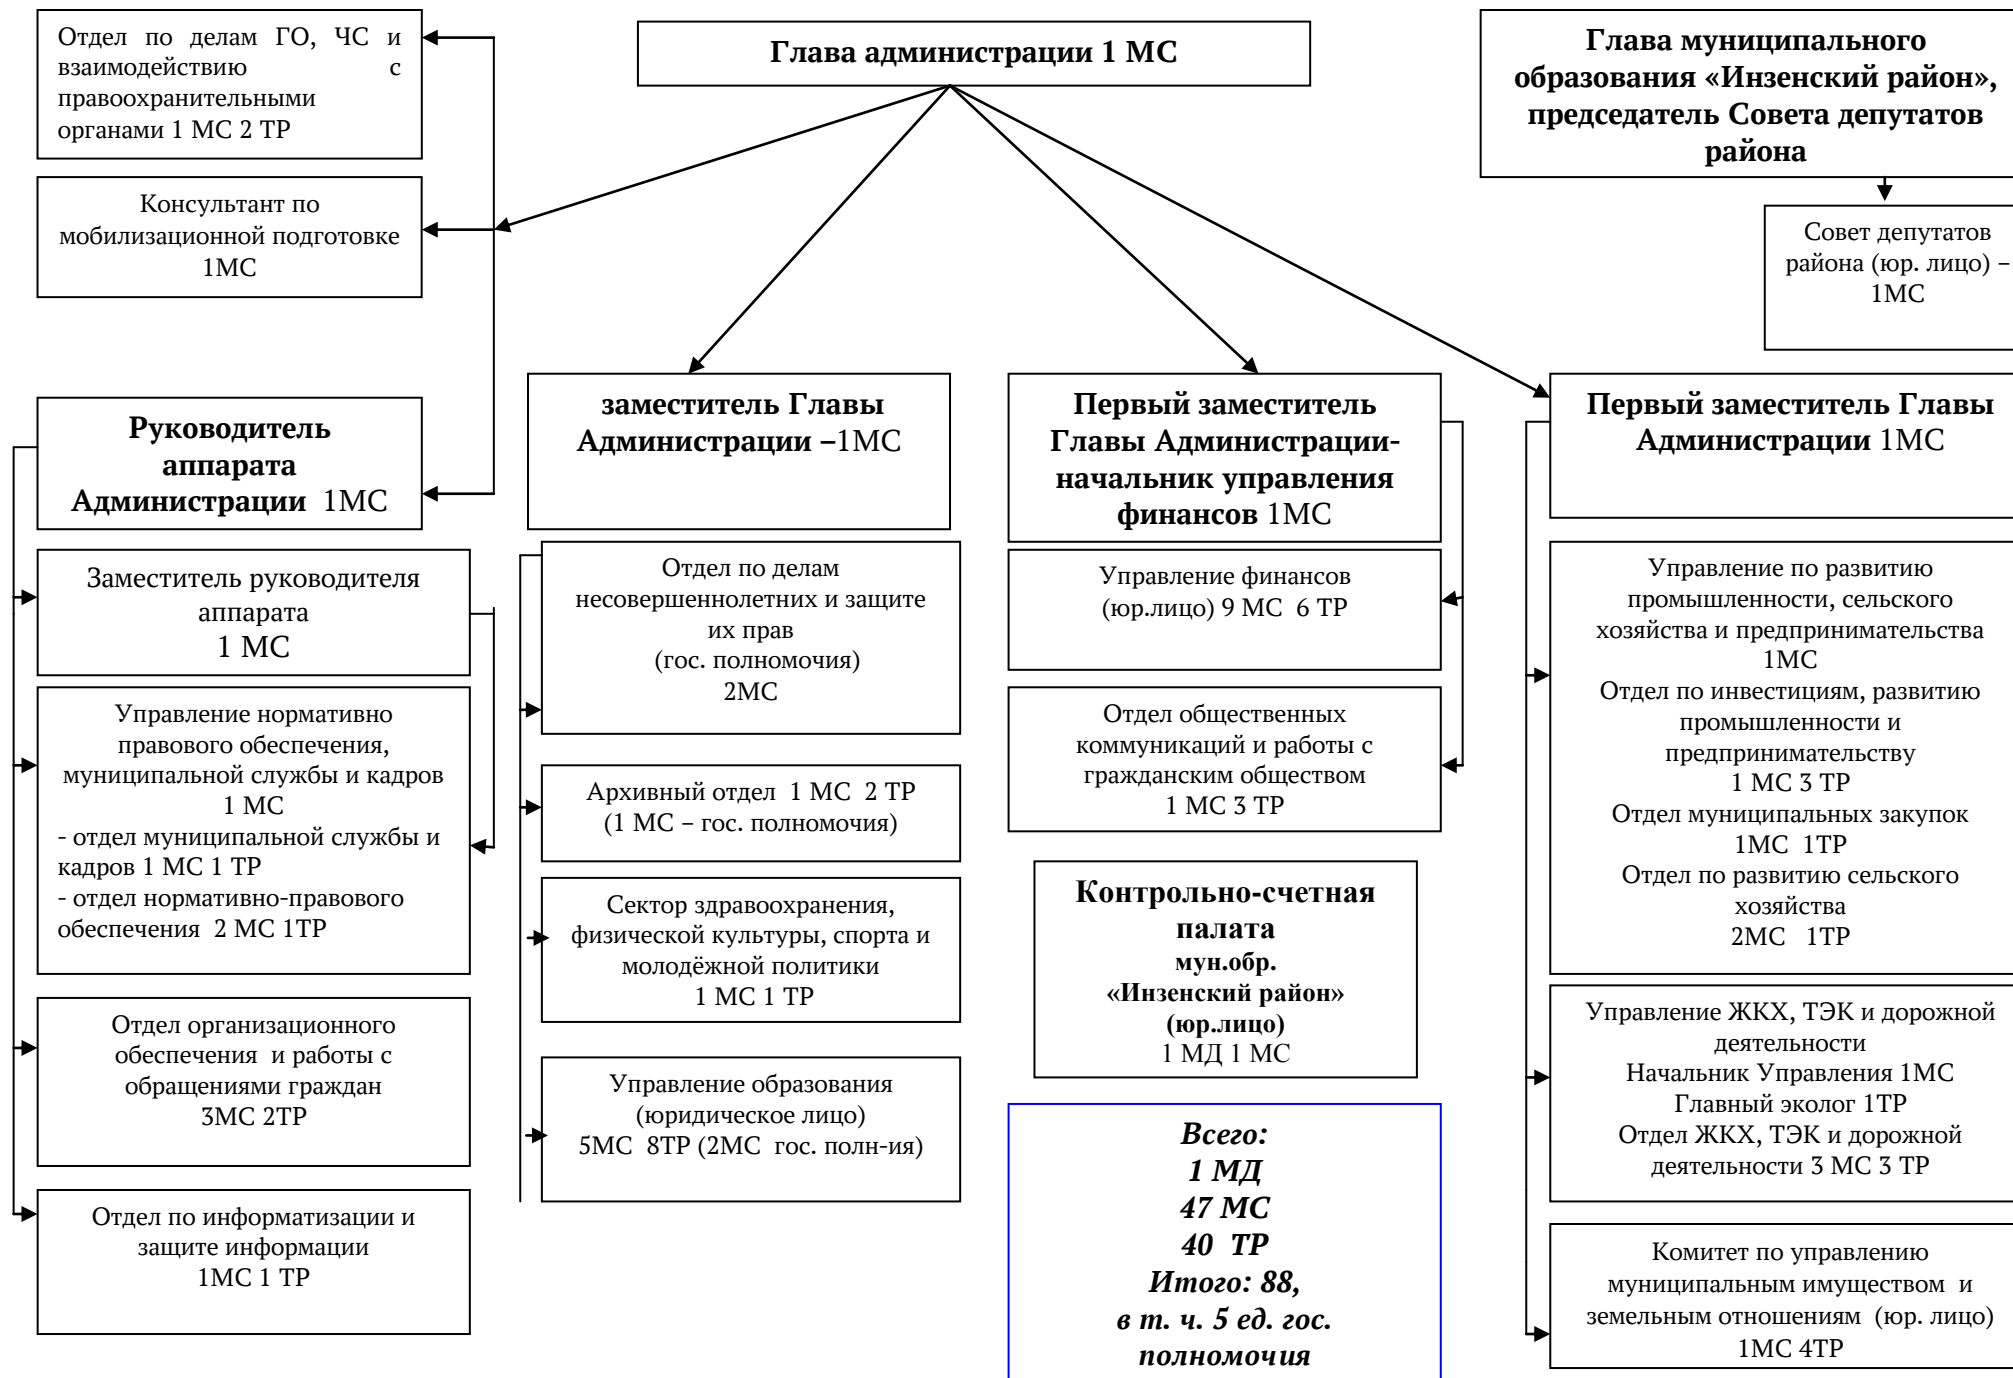 Отдел по делам ГО, ЧС и
взаимодействию с
правоохранительными
органами 1 МС 2 ТР
Консультант по
мобилизационной подготовке
1МС
Глава администрации 1 МС
Глава муниципального
образования «Инзенский район»,
председатель Совета депутатов
района
Совет депутатов
района (юр. лицо) –
1МС
Руководитель
аппарата
Администрации 1МС
Заместитель руководителя
аппарата
1 МС
Управление нормативно
правового обеспечения,
муниципальной службы и кадров
1 МС
- отдел муниципальной службы и
кадров 1 МС 1 ТР
- отдел нормативно-правового
обеспечения 2 МС 1ТР
Отдел организационного
обеспечения и работы с
обращениями граждан
3МС 2ТР
Отдел по информатизации и
защите информации
1МС 1 ТР
заместитель Главы
Администрации –1МС
Отдел по делам
несовершеннолетних и защите
их прав
(гос. полномочия)
2МС
Архивный отдел 1 МС 2 ТР
(1 МС – гос. полномочия)
Сектор здравоохранения,
физической культуры, спорта и
молодёжной политики
1 МС 1 ТР
Управление образования
(юридическое лицо)
5МС 8ТР (2МС гос. полн-ия)
Первый заместитель
Главы Администрации-
начальник управления
финансов 1МС
Управление финансов
(юр.лицо) 9 МС 6 ТР
Отдел общественных
коммуникаций и работы с
гражданским обществом
1 МС 3 ТР
Контрольно-счетная
палата
мун.обр.
«Инзенский район»
(юр.лицо)
1 МД 1 МС
Всего:
1 МД
47 МС
40 ТР
Итого: 88,
в т. ч. 5 ед. гос.
полномочия
Первый заместитель Главы
Администрации 1МС
Управление по развитию
промышленности, сельского
хозяйства и предпринимательства
1МС
Отдел по инвестициям, развитию
промышленности и
предпринимательству
1 МС 3 ТР
Отдел муниципальных закупок
1МС 1ТР
Отдел по развитию сельского
хозяйства
2МС 1ТР
Управление ЖКХ, ТЭК и дорожной
деятельности
Начальник Управления 1МС
Главный эколог 1ТР
Отдел ЖКХ, ТЭК и дорожной
деятельности 3 МС 3 ТР
Комитет по управлению
муниципальным имуществом и
земельным отношениям (юр. лицо)
1МС 4ТР